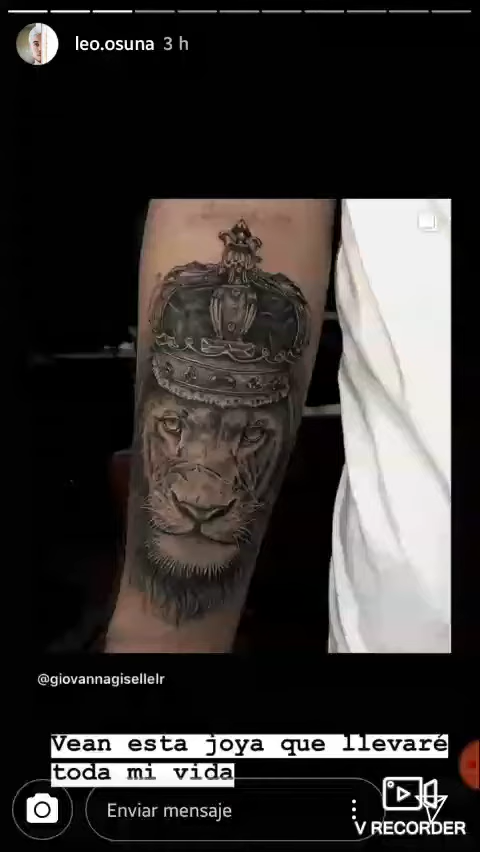 leo.osuna 3 h
@giovannagisellelr
Vean esta joya que llevaré
toda mi vida
Enviar mensaje
V RECORDER